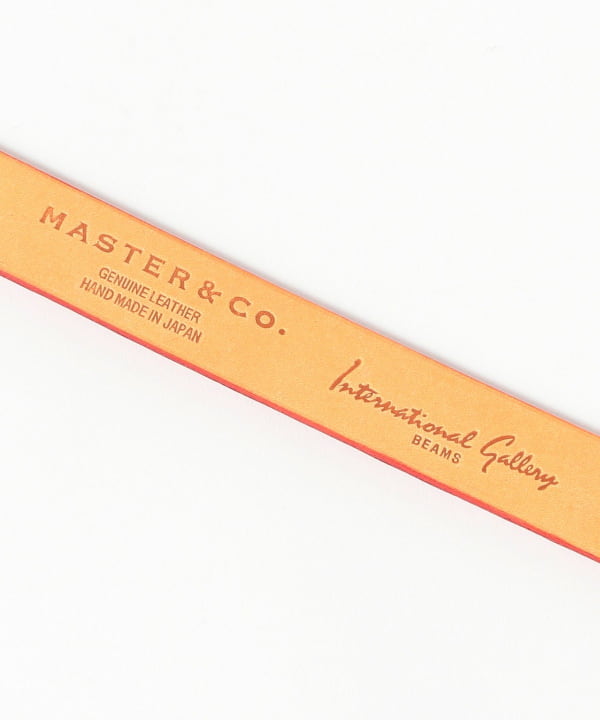 MASTER & CO.
GENUINE LEATHER
HAND MADE IN JAPAN
International Gallery
BEAMS